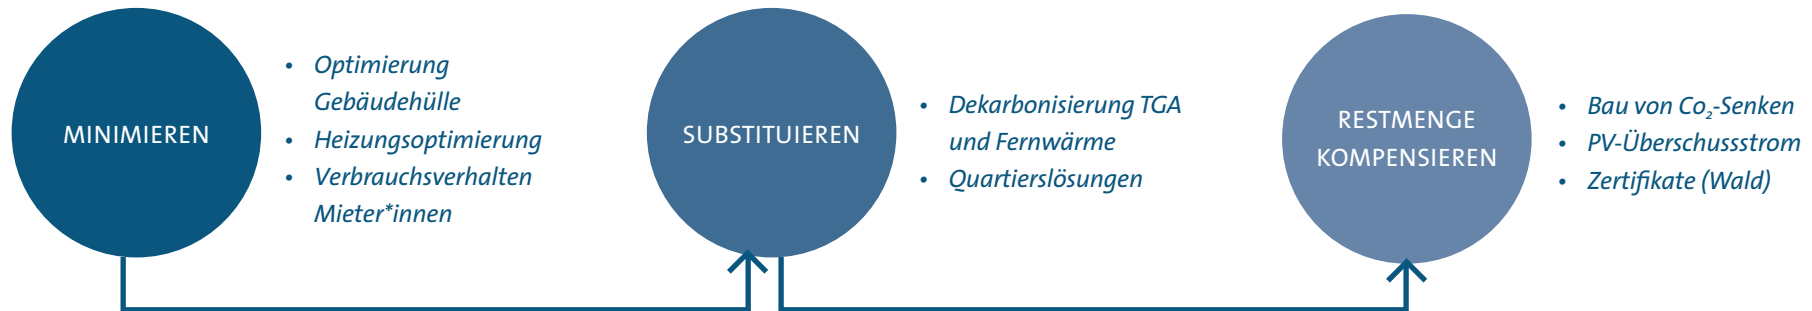 MINIMIEREN
• Optimierung
Gebäudehülle
• Heizungsoptimierung
• Verbrauchsverhalten
Mieter*innen
SUBSTITUIEREN
• Dekarbonisierung TGA
und Fernwärme
• Quartierslösungen
RESTMENGE
KOMPENSIEREN
• Bau von Co₂-Senken
• PV-Überschussstrom
• Zertifikate (Wald)